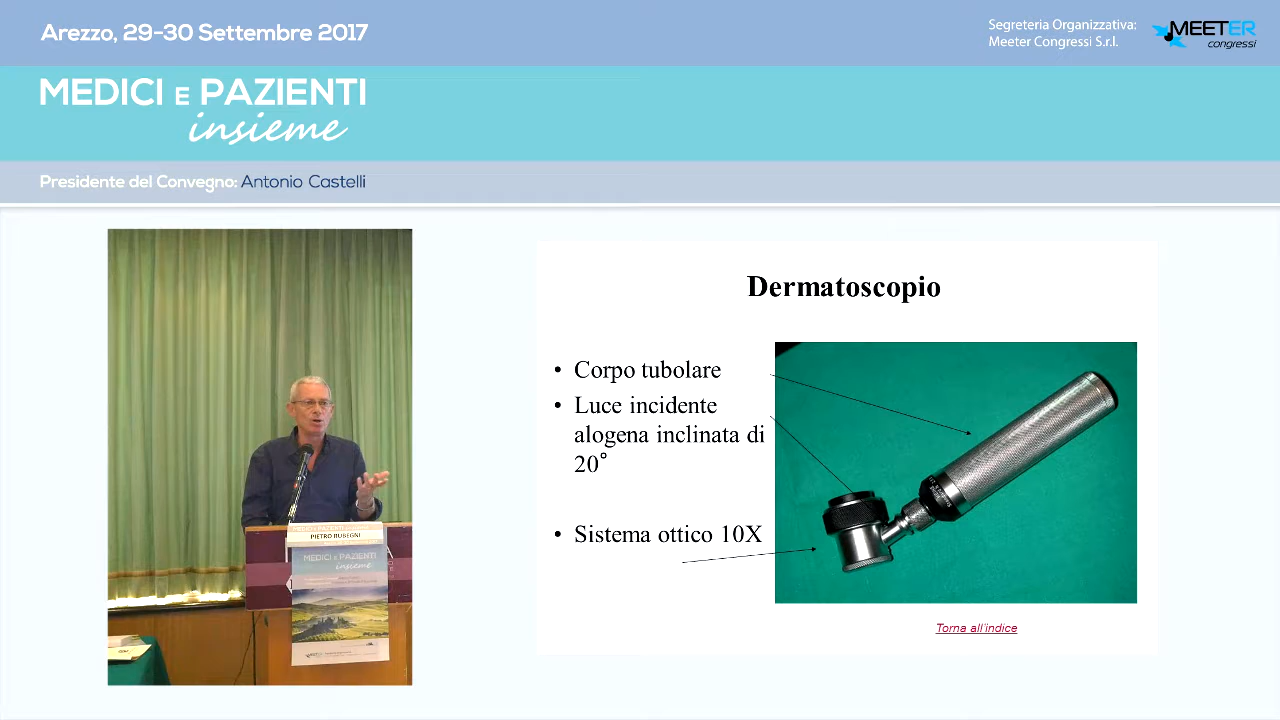 Arezzo, 29-30 Settembre 2017
Segreteria Organizzativa:
Meeter Congressi S.r.l.
MEETER
congressi
MEDICI E PAZIENTI
insieme
Presidente del Convegno: Antonio Castelli
PIETRO RUBEGNI
MEDICI E PAZIENTI
insieme
Dermatoscopio
• Corpo tubolare
• Luce incidente
alogena inclinata di
20°
• Sistema ottico 10X
Torna all'indice